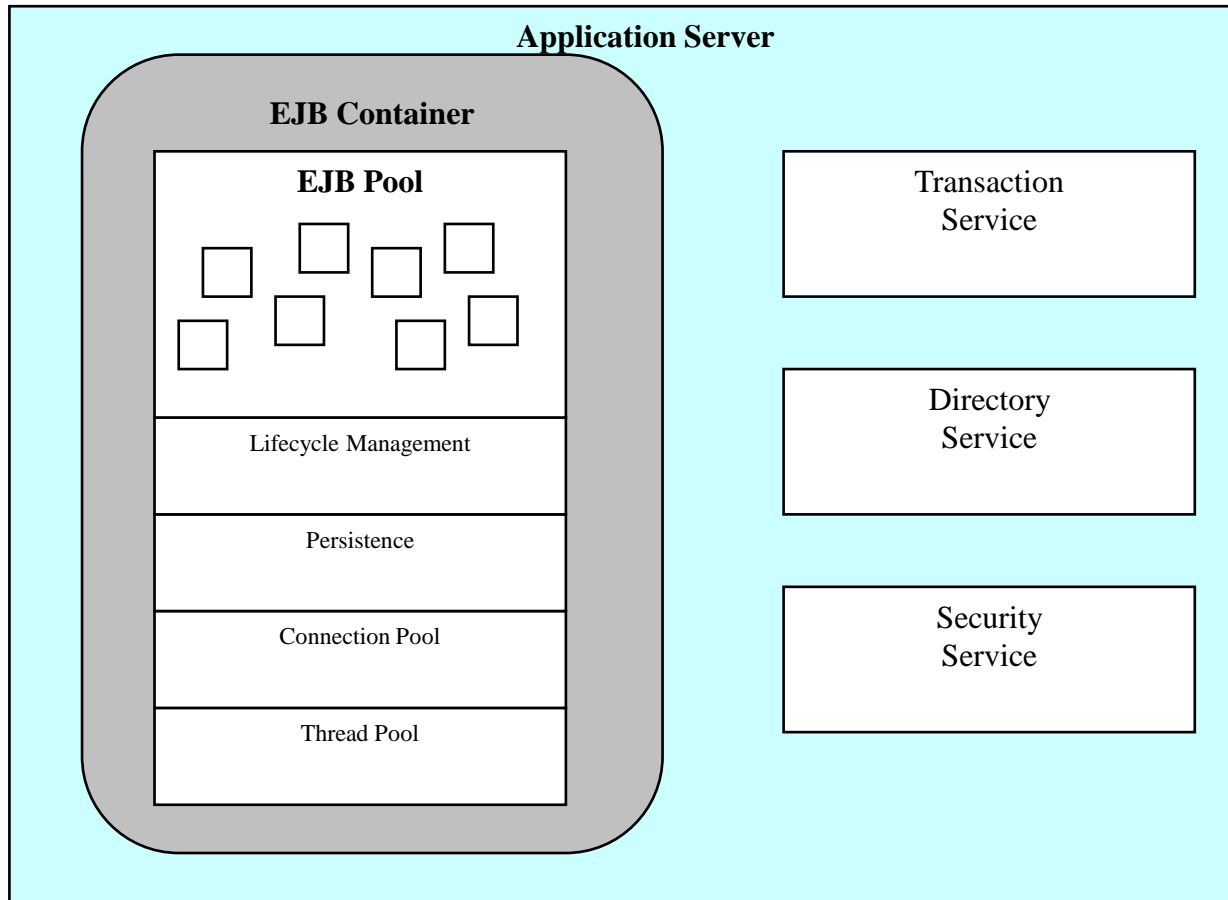 Application Server
EJB Container
EJB Pool
Lifecycle Management
Persistence
Connection Pool
Thread Pool
Transaction
Service
Directory
Service
Security
Service